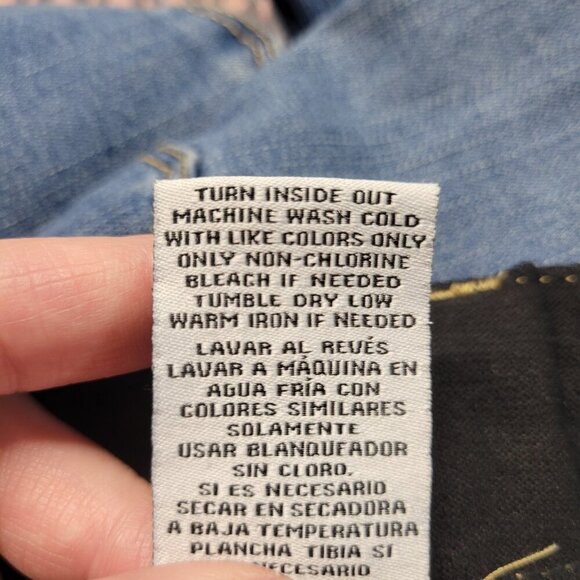 TURN INSIDE OUT
MACHINE WASH COLD
WITH LIKE COLORS ONLY
ONLY NON-CHLORINE
BLEACH IF NEEDED
TUMBLE DRY LOW
WARM IRON IF NEEDED
LAVAR AL REVÉS
LAVAR A MÁQUINA EN
AGUA FRÍA CON
COLORES SIMILARES
SOLAMENTE
USAR BLANQUEADOR
SIN CLORO.
SI ES NECESARIO
SECAR EN SECADORA
A BAJA TEMPERATURA
PLANCHA TIBIA SI